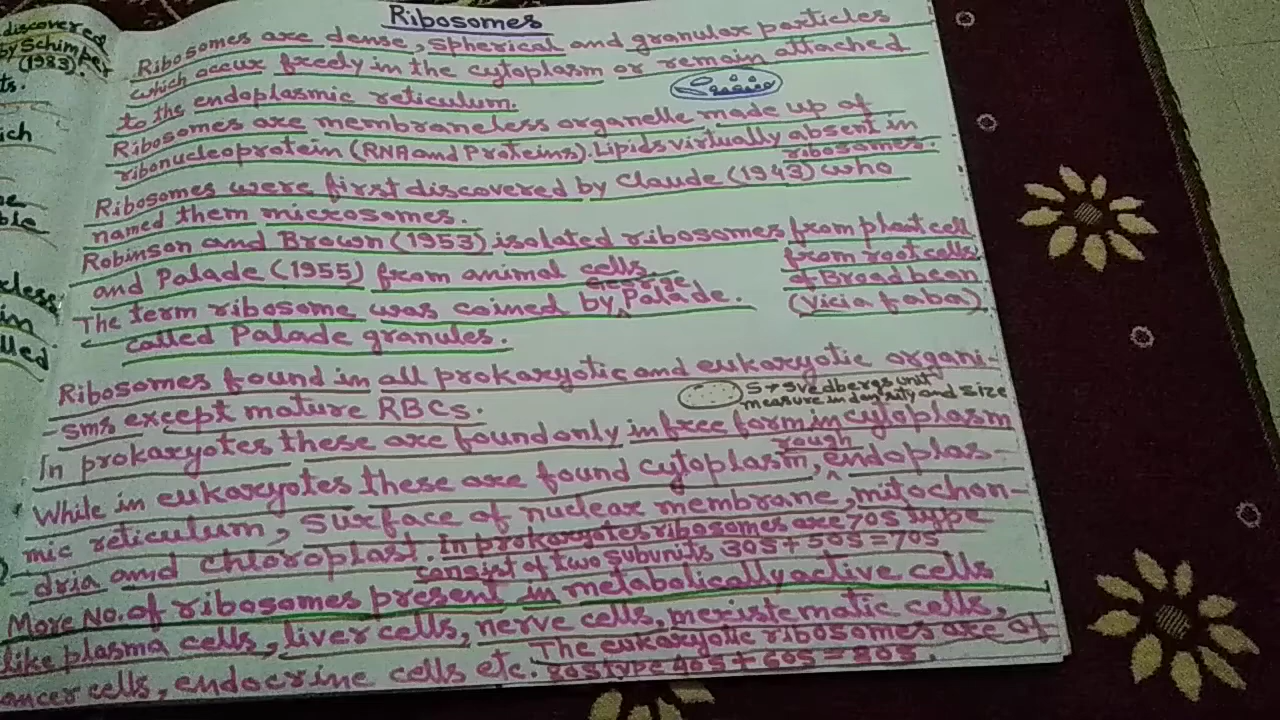 discovered
by Schimper
(1983).
ts.
ich
ble
cless
in
lled
Ribosomes
Ribosomes are dense, spherical and granular particles
which occur freely in the cytoplasm or remain attached
to the endoplasmic reticulum.
Ribosomes are membraneless organelle made up of
ribonucleoprotein (RNA and Proteins). Lipids virtually absent in
ribosomes.
Ribosomes were first discovered by Claude (1943) who
named them microsomes.
Robinson and Brown (1953) isolated ribosomes from plant cell
from root cells
of Broad bean
(Vicia faba)
and Palade (1955) from animal cells.
George
The term ribosome was coined by ^ Palade.
called Palade granules.
Ribosomes found in all prokaryotic and eukaryotic organi-
-sms except mature RBCs.
S → Svedbergs unit
measure in density and size
In prokaryotes these are found only in free form in cytoplasm
rough
While in eukaryotes these are found cytoplasm, ^ endoplas-
mic reticulum, surface of nuclear membrane, mitochon-
-dria and chloroplast. In prokaryotes ribosomes are 70S type
consist of two subunits 30S + 50S = 70S
More No. of ribosomes present in metabolically active cells
like plasma cells, liver cells, nerve cells, meristematic cells,
ancer cells, endocrine cells etc. The eukaryotic ribosomes are of
80S type 40S + 60S = 80S.